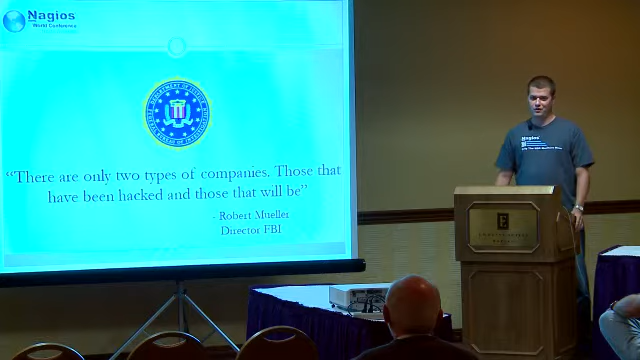 Nagios
World Conference
"There are only two types of companies. Those that
have been hacked and those that will be"
- Robert Mueller
Director FBI
Nagios
E